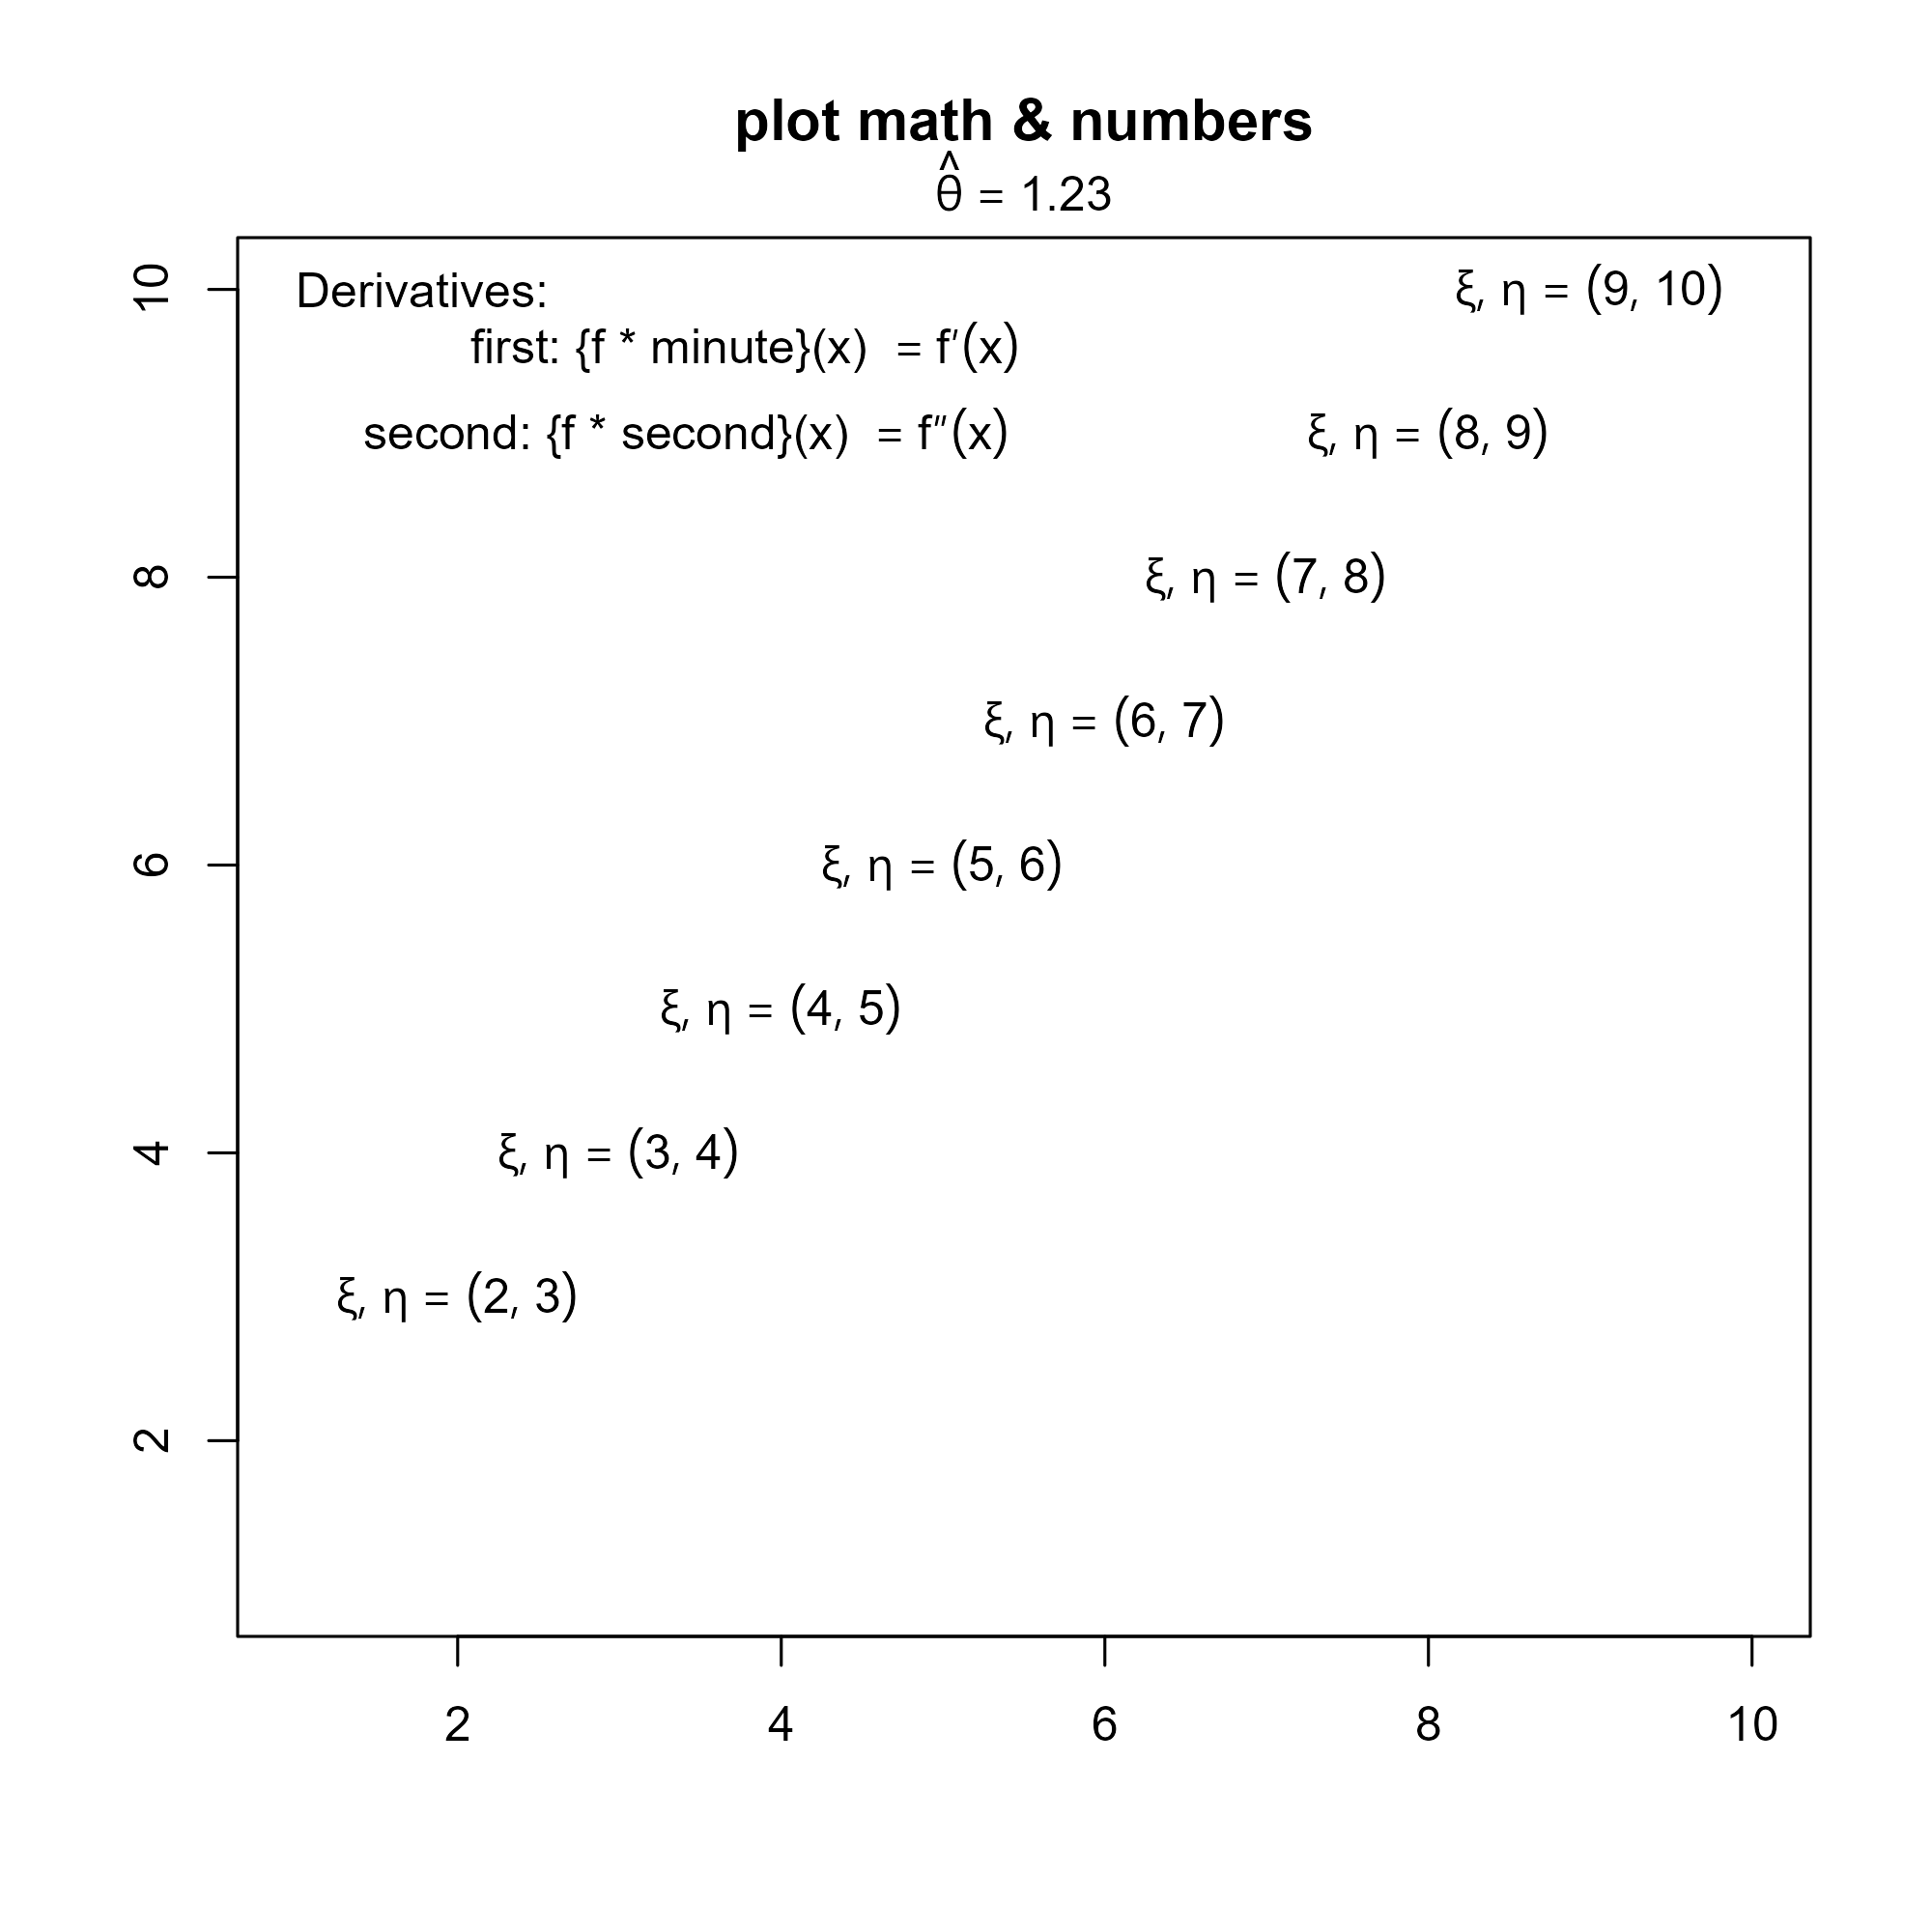 plot math & numbers
θ̂ = 1.23
10
Derivatives:
ξ, η = (9, 10)
first: {f * minute}(x)  = f′(x)
second: {f * second}(x)  = f″(x)
ξ, η = (8, 9)
8
ξ, η = (7, 8)
ξ, η = (6, 7)
6
ξ, η = (5, 6)
ξ, η = (4, 5)
4
ξ, η = (3, 4)
ξ, η = (2, 3)
2
2 4 6 8 10